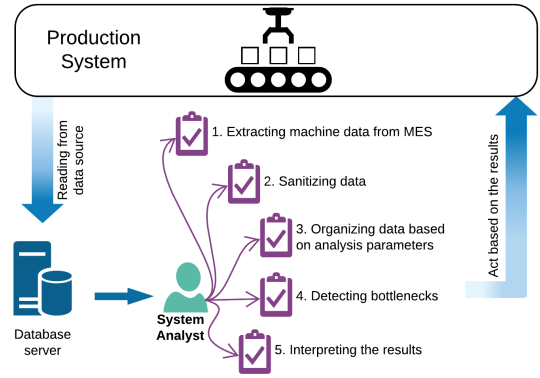 Production
System
Reading from
data source
1. Extracting machine data from MES
2. Sanitizing data
3. Organizing data based
on analysis parameters
4. Detecting bottlenecks
5. Interpreting the results
Act based on the results
Database
server
System
Analyst